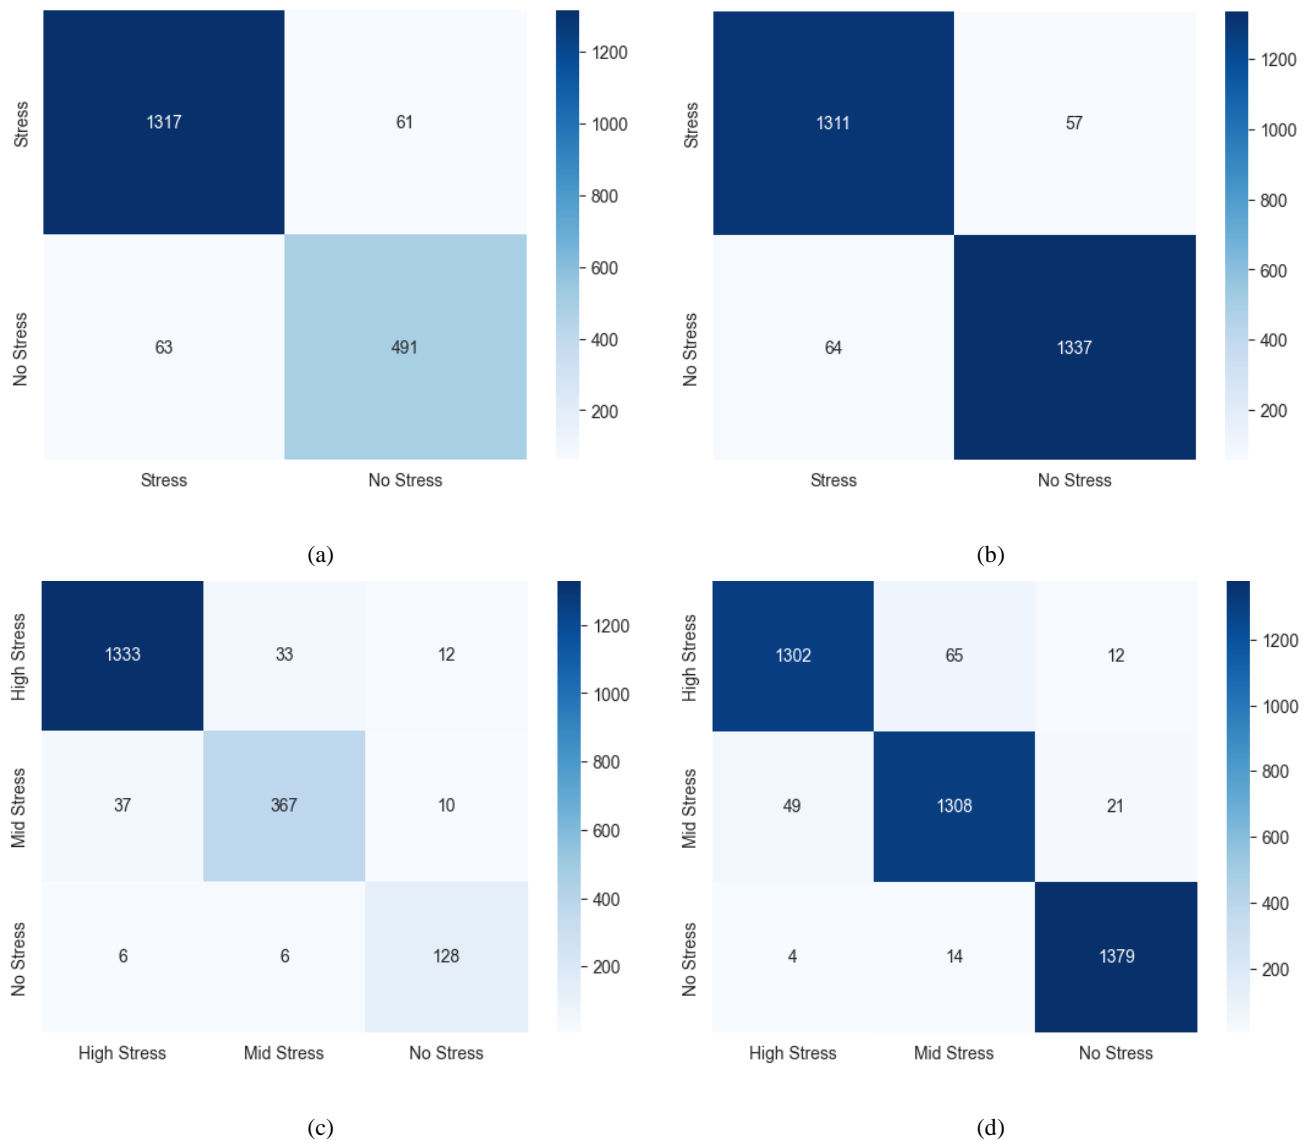 Stress 1317 61 1200
1000
800
600
No Stress 63 491 400
200
Stress No Stress
(a)
Stress 1311 57 1200
1000
800
600
No Stress 64 1337 400
200
Stress No Stress
(b)
High Stress 1333 33 12 1200
1000
Mid Stress 37 367 10 800
600
400
No Stress 6 6 128 200
High Stress Mid Stress No Stress
(c)
High Stress 1302 65 12 1200
1000
Mid Stress 49 1308 21 800
600
400
No Stress 4 14 1379 200
High Stress Mid Stress No Stress
(d)